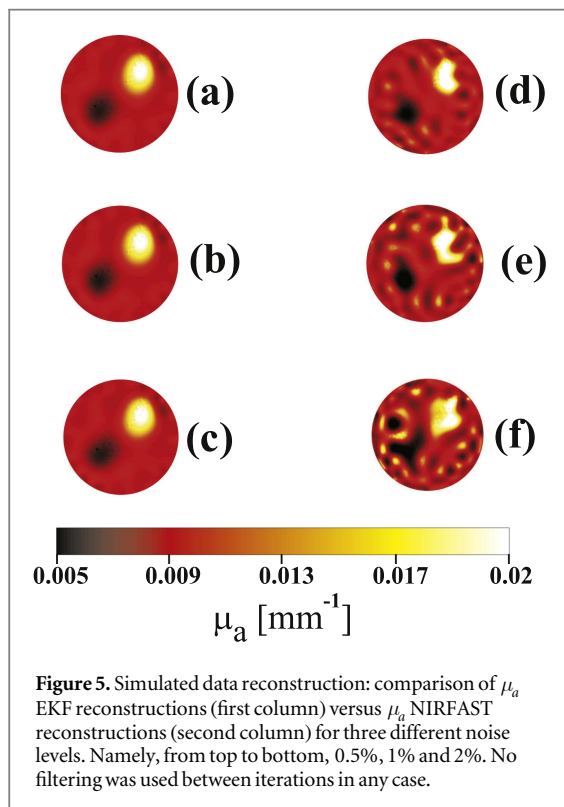 (a) (d)
(b) (e)
(c) (f)
0.005 0.009 0.013 0.017 0.02
μa [mm-1]
Figure 5. Simulated data reconstruction: comparison of μa
EKF reconstructions (first column) versus μa NIRFAST
reconstructions (second column) for three different noise
levels. Namely, from top to bottom, 0.5%, 1% and 2%. No
filtering was used between iterations in any case.